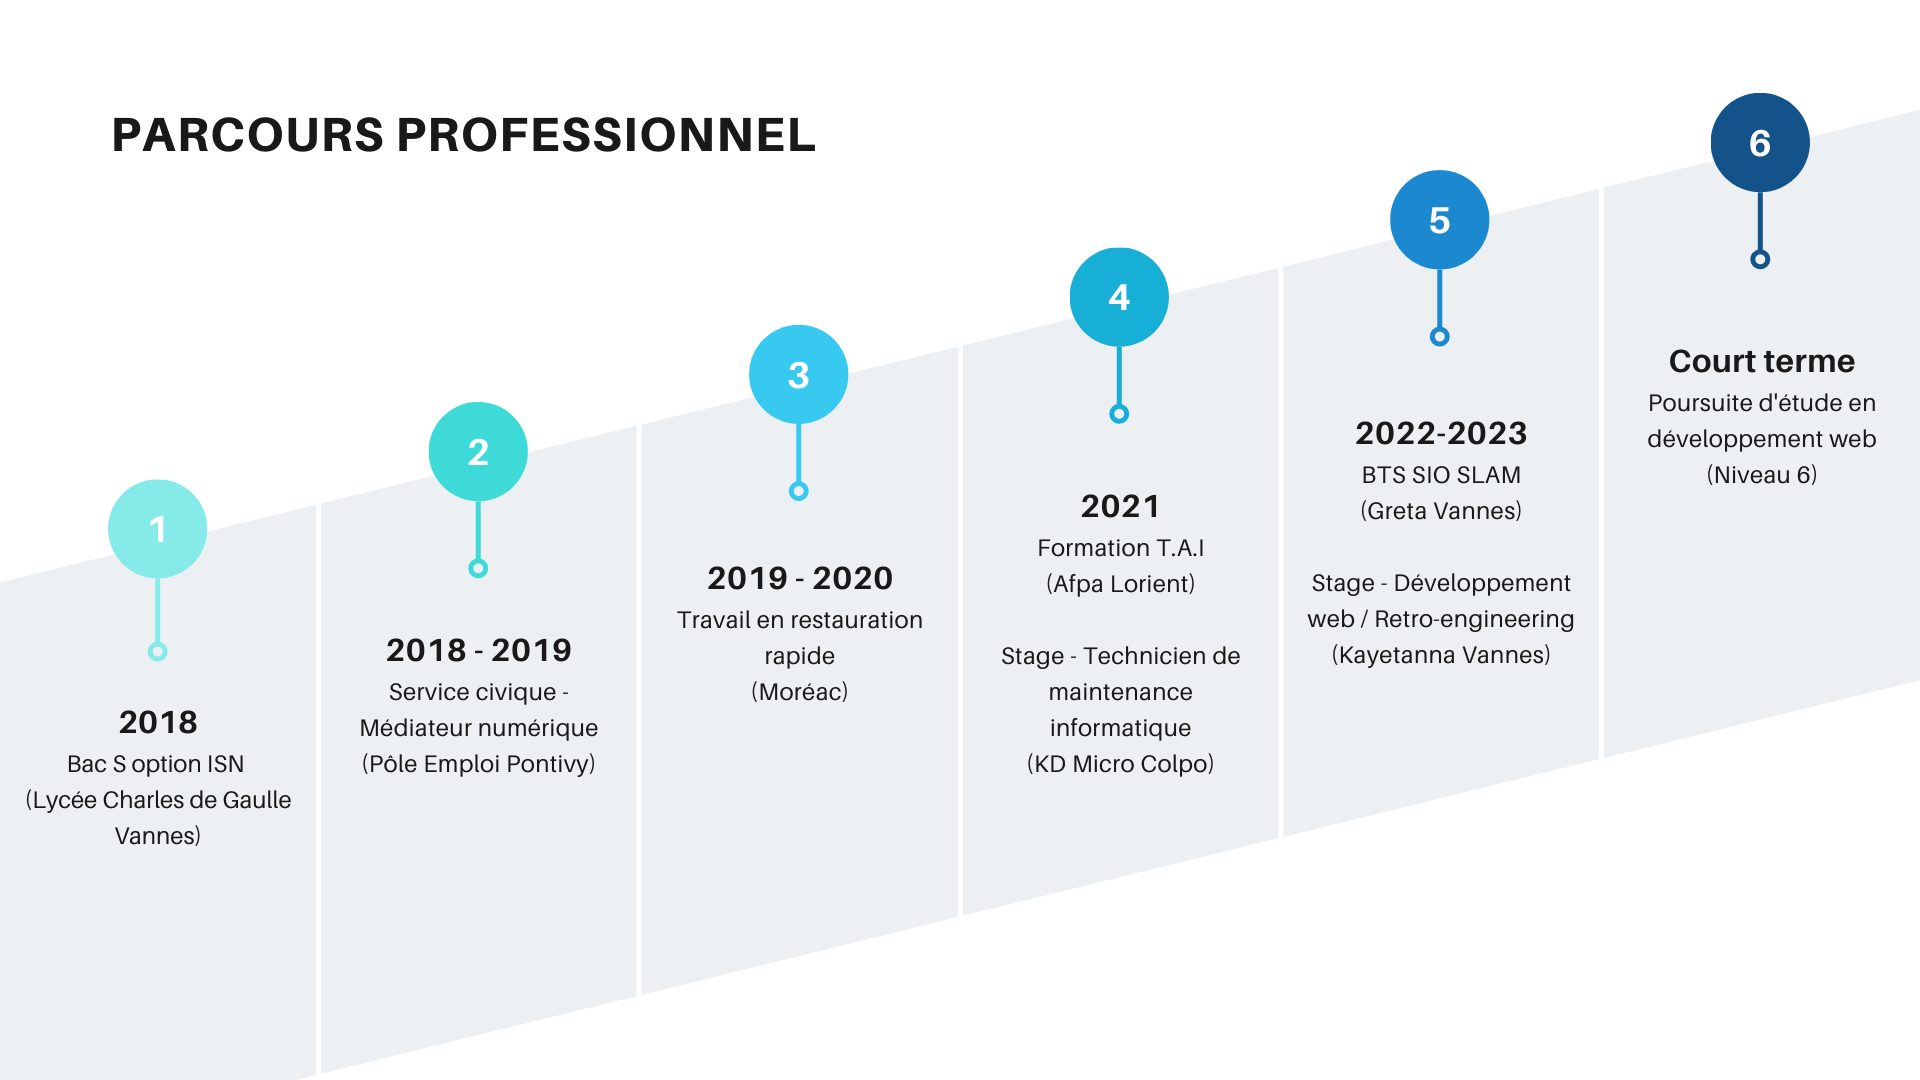 PARCOURS PROFESSIONNEL
1
2018
Bac S option ISN
(Lycée Charles de Gaulle
Vannes)
2
2018 - 2019
Service civique -
Médiateur numérique
(Pôle Emploi Pontivy)
3
2019 - 2020
Travail en restauration
rapide
(Moréac)
4
2021
Formation T.A.I
(Afpa Lorient)
Stage - Technicien de
maintenance
informatique
(KD Micro Colpo)
5
2022-2023
BTS SIO SLAM
(Greta Vannes)
Stage - Développement
web / Retro-engineering
(Kayetanna Vannes)
6
Court terme
Poursuite d'étude en
développement web
(Niveau 6)